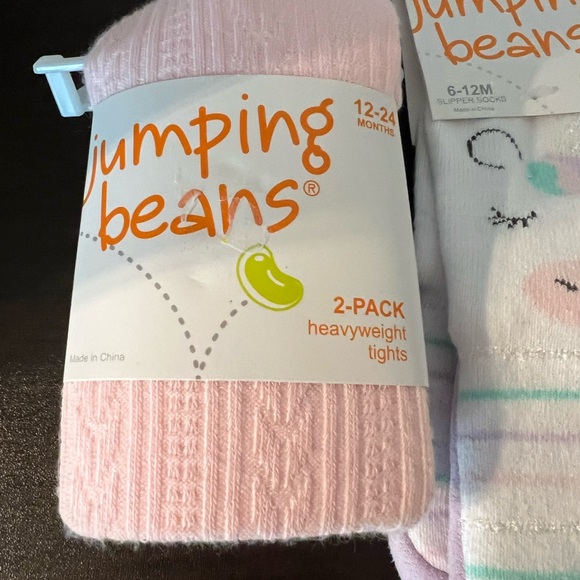 jumping
beans®
12-24
MONTHS
2-PACK
heavyweight
tights
Made in China
jumping
beans
6-12M
SLIPPER SOCKS
Made in China